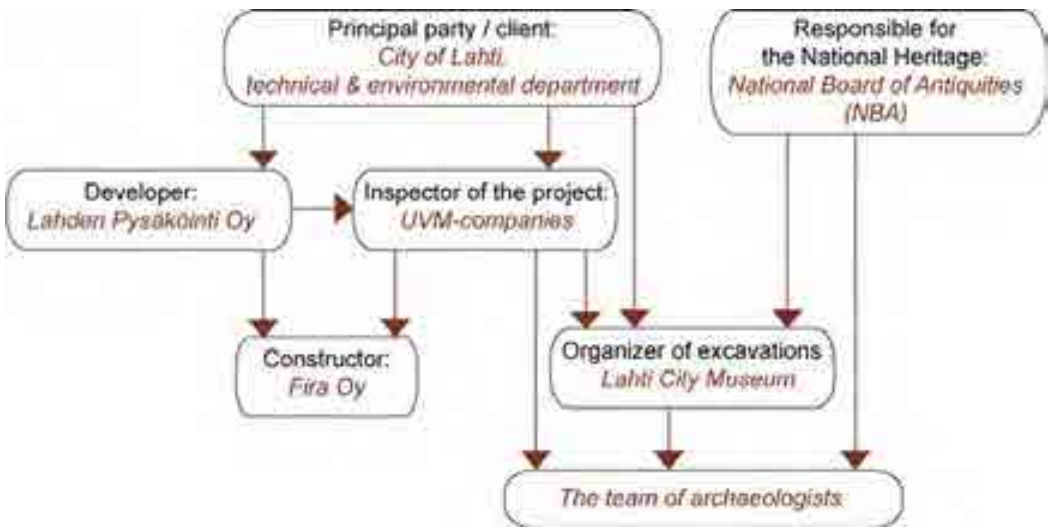 Principal party / client:
City of Lahti,
technical & environmental department
Responsible for
the National Heritage:
National Board of Antiquities
(NBA)
Developer:
Lahden Pysäköinti Oy
Inspector of the project:
UVM-companies
Constructor:
Fira Oy
Organizer of excavations
Lahti City Museum
The team of archaeologists